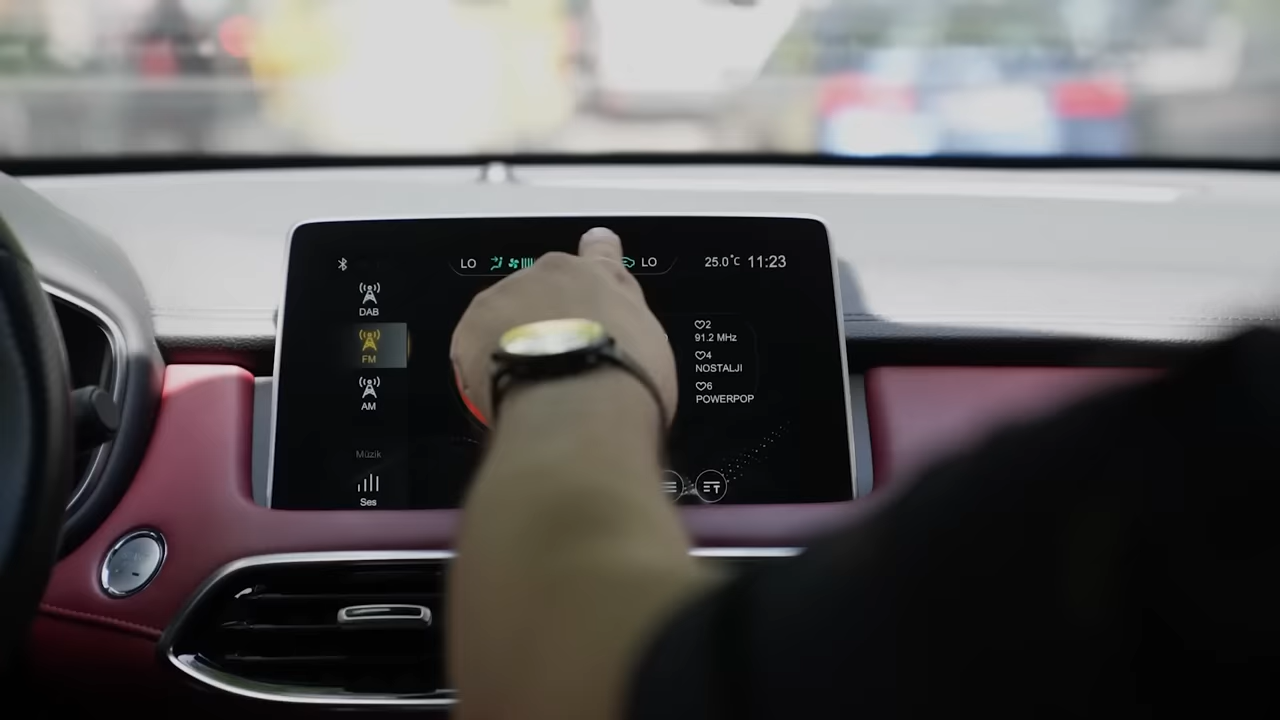 LO LO 25.0°C 11:23
DAB
FM
AM
Müzik
Ses
♡2
91.2 MHz
♡4
NOSTALJI
♡6
POWERPOP